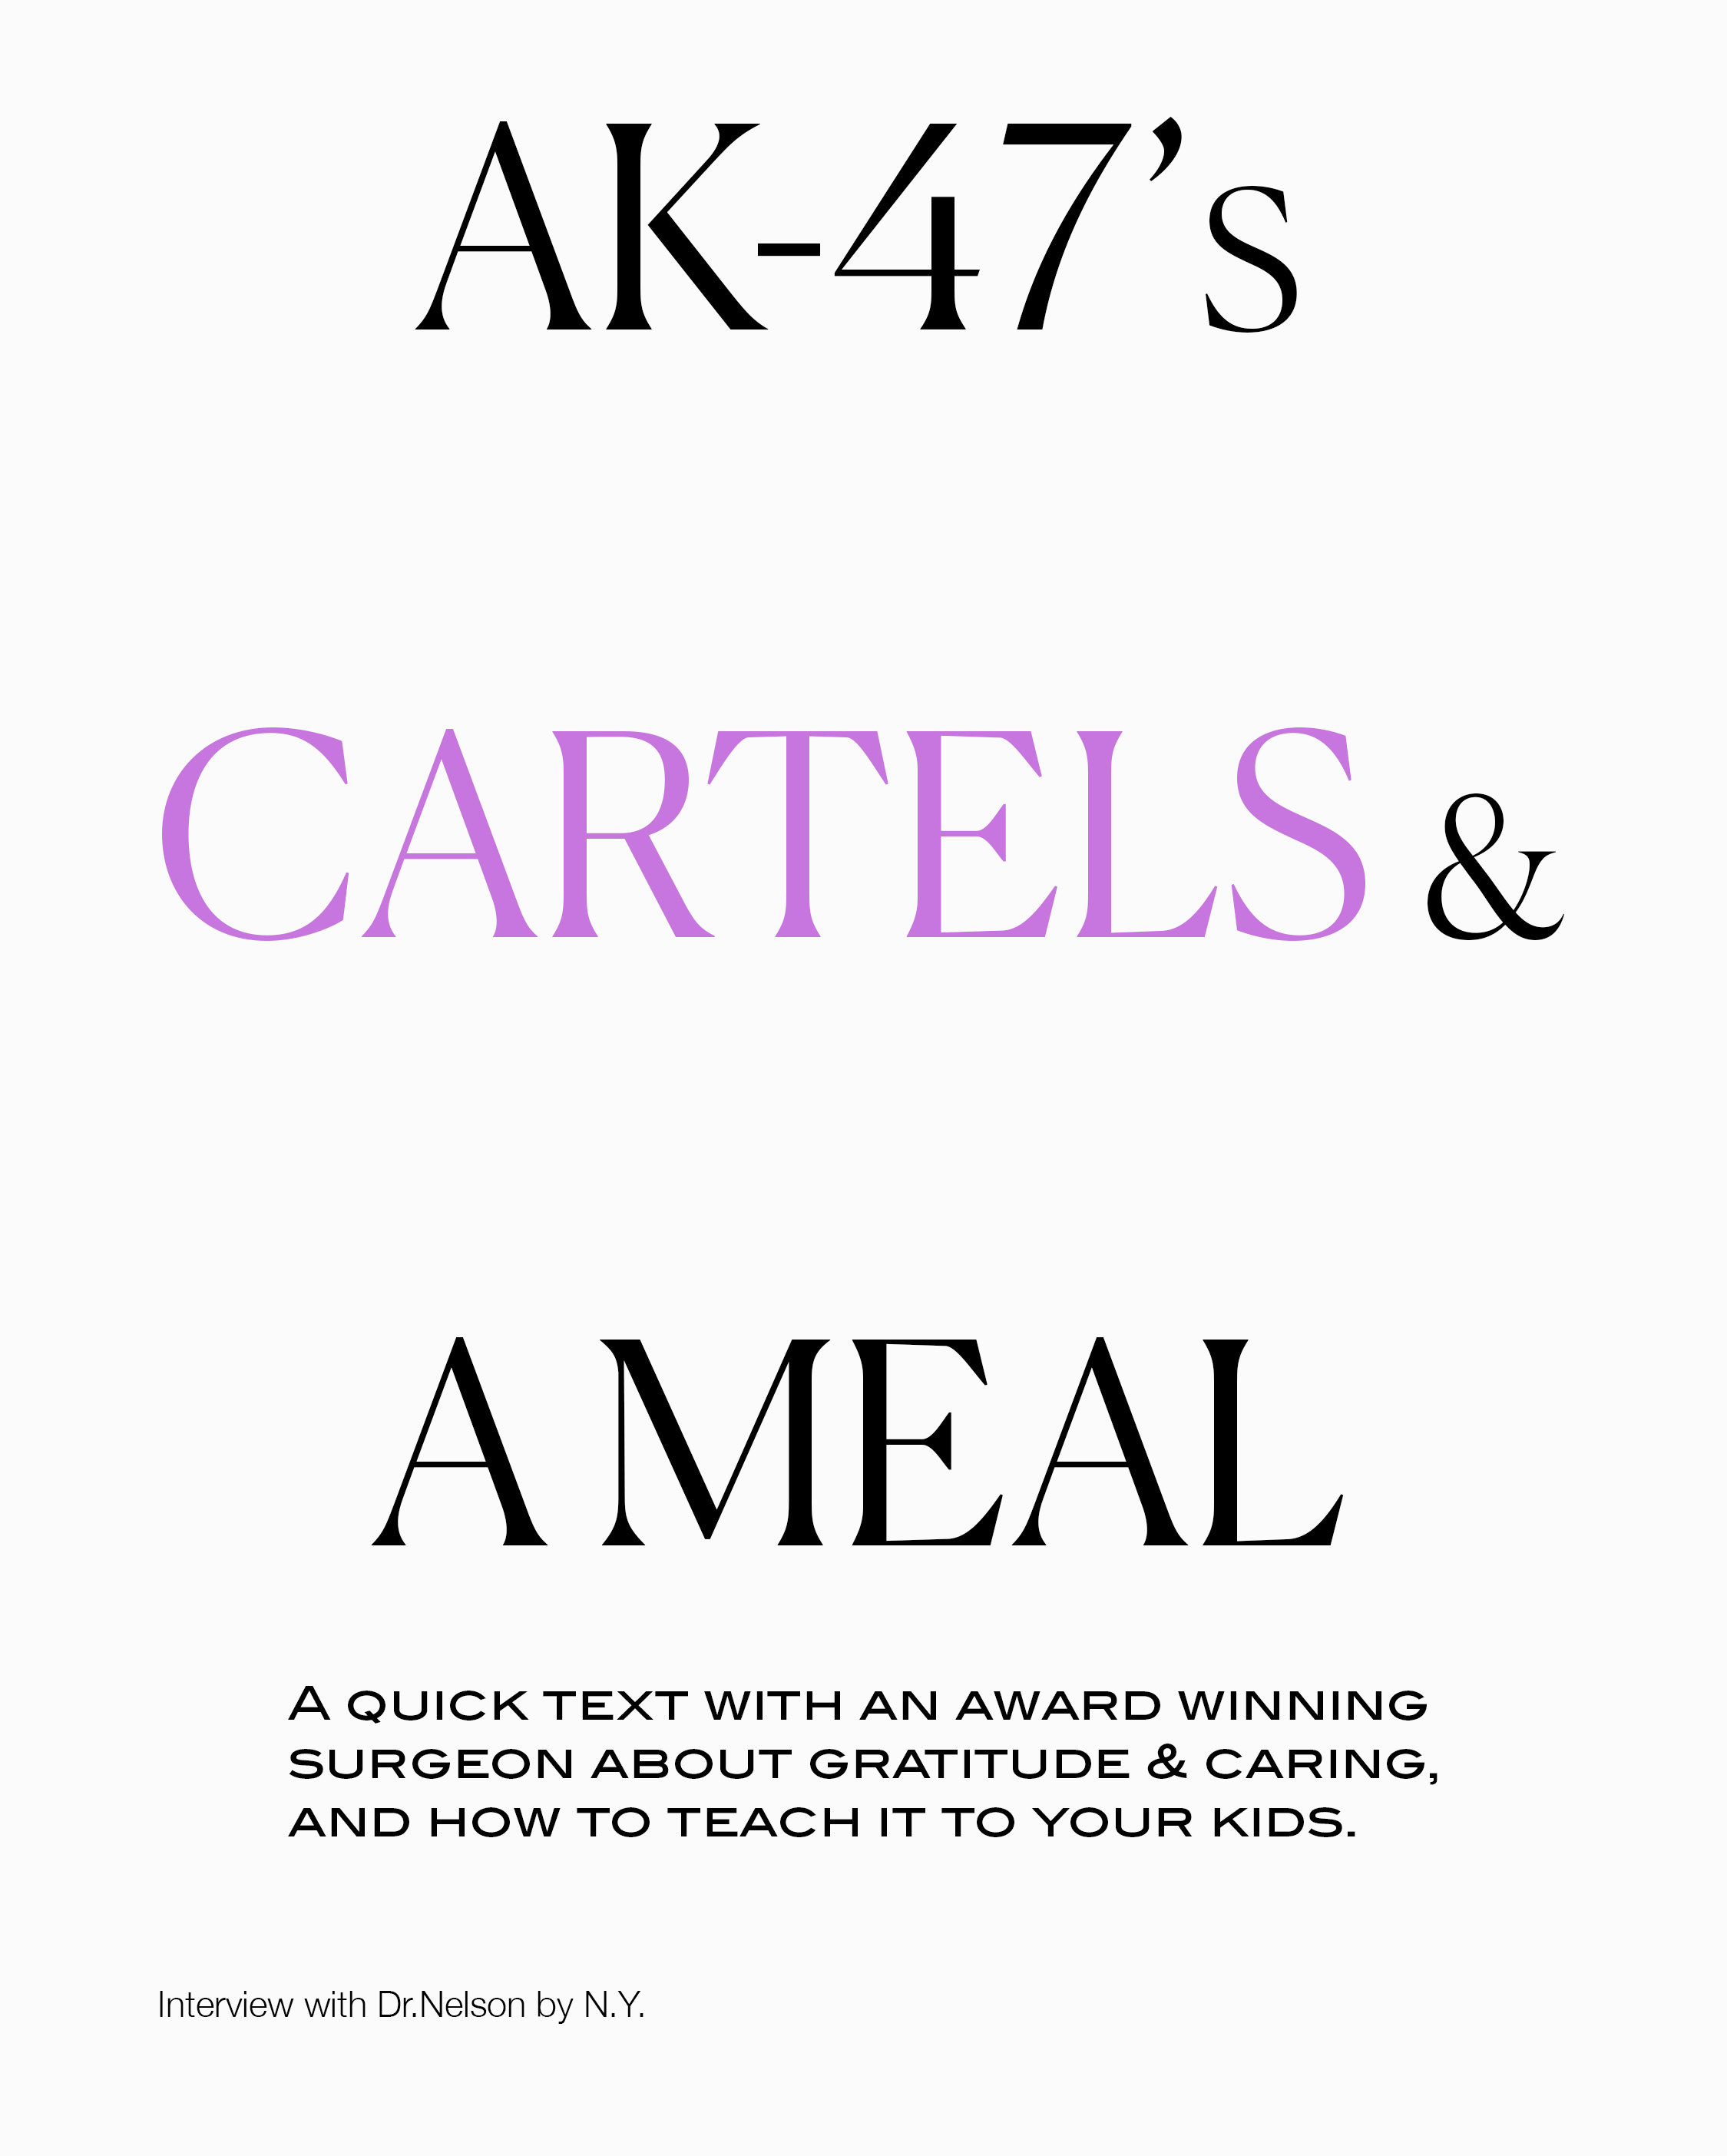 AK-47’s
CARTELS &
A MEAL
A QUICK TEXT WITH AN AWARD WINNING
SURGEON ABOUT GRATITUDE & CARING,
AND HOW TO TEACH IT TO YOUR KIDS.
Interview with Dr.Nelson by N.Y.